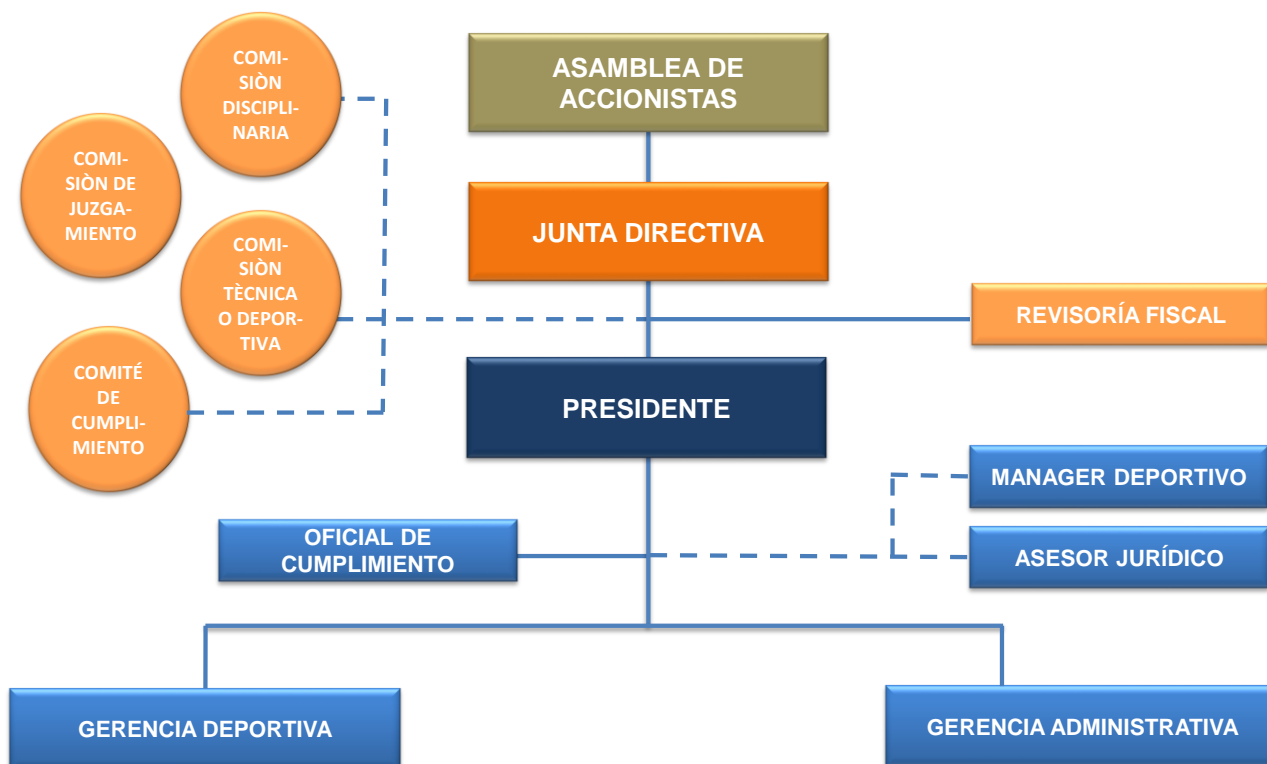 COMI-
SIÒN
DISCIPLI-
NARIA
ASAMBLEA DE
ACCIONISTAS
COMI-
SIÒN DE
JUZGA-
MIENTO
JUNTA DIRECTIVA
COMI-
SIÒN
TÈCNICA
O DEPOR-
TIVA
REVISORÍA FISCAL
COMITÉ
DE
CUMPLI-
MIENTO
PRESIDENTE
MANAGER DEPORTIVO
OFICIAL DE
CUMPLIMIENTO
ASESOR JURÍDICO
GERENCIA DEPORTIVA
GERENCIA ADMINISTRATIVA